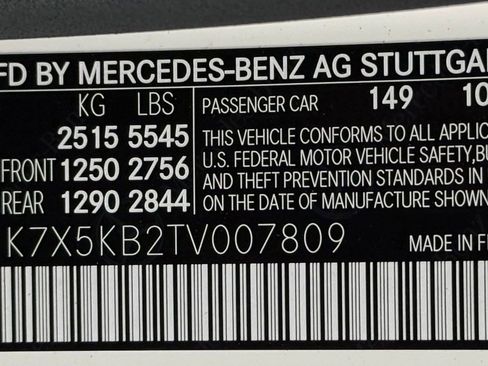 FD BY MERCEDES-BENZ AG STUTTGA
KG LBS PASSENGER CAR 149 10
2515 5545 THIS VEHICLE CONFORMS TO ALL APPLIC
FRONT 1250 2756 U.S. FEDERAL MOTOR VEHICLE SAFETY, BU
REAR 1290 2844 AND THEFT PREVENTION STANDARDS IN
DATE OF MANUFACTURE SHOWN
K7X5KB2TV007809 MADE IN F